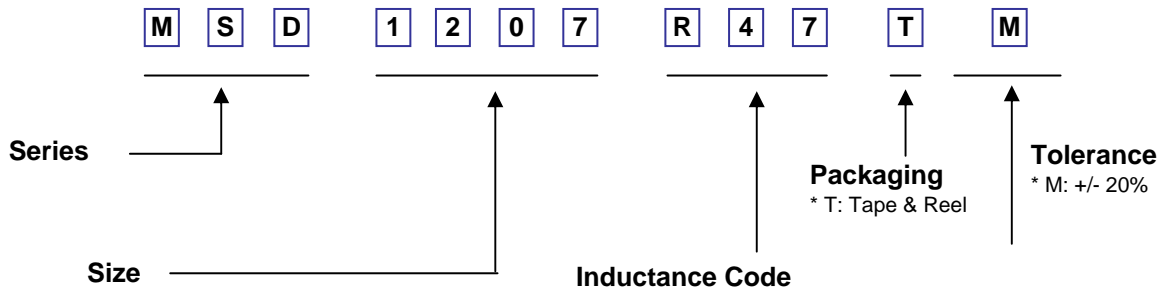 M S D 1 2 0 7 R 4 7 T M
Series
Packaging
* T: Tape & Reel
Tolerance
* M: +/- 20%
Size
Inductance Code